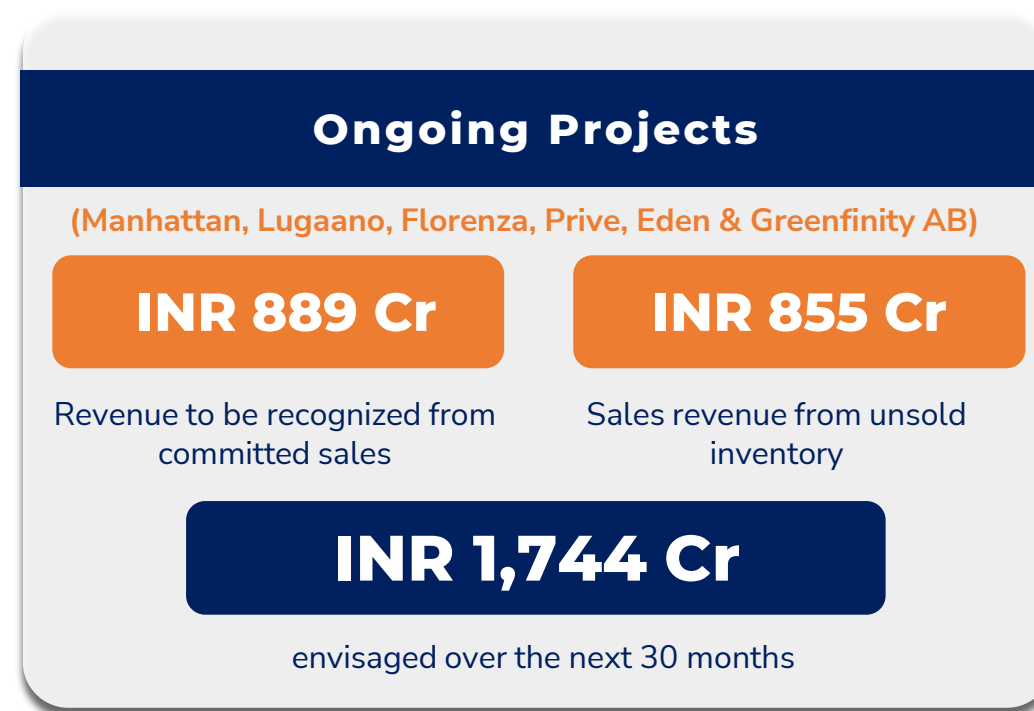 Ongoing Projects
(Manhattan, Lugaano, Florenza, Prive, Eden & Greenfinity AB)
INR 889 Cr
INR 855 Cr
Revenue to be recognized from
committed sales
Sales revenue from unsold
inventory
INR 1,744 Cr
envisaged over the next 30 months